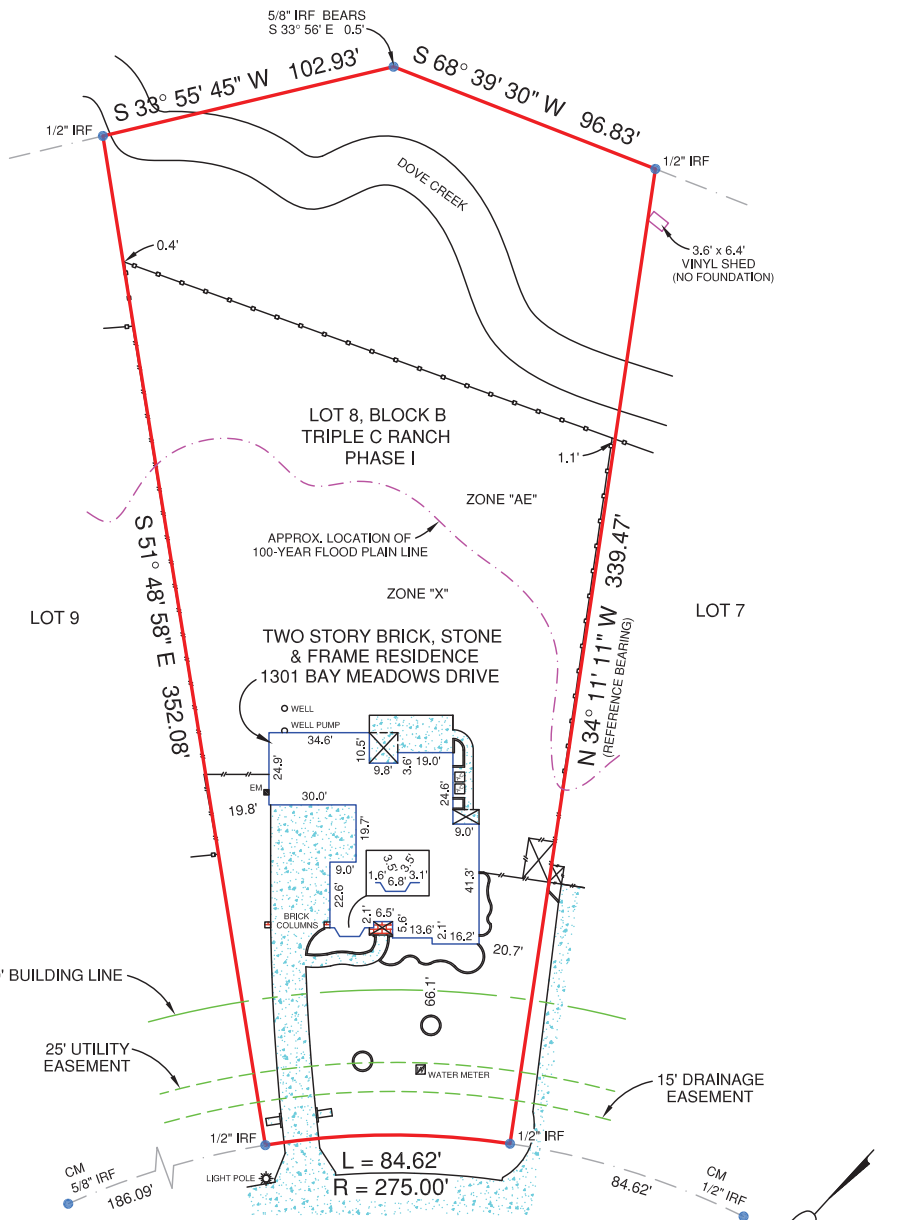 5/8" IRF BEARS
S 33° 56' E 0.5'
S 33° 55' 45" W 102.93'
S 68° 39' 30" W 96.83'
1/2" IRF
1/2" IRF
DOVE CREEK
0.4'
3.6' x 6.4'
VINYL SHED
(NO FOUNDATION)
LOT 8, BLOCK B
TRIPLE C RANCH
PHASE I
1.1'
ZONE "AE"
APPROX. LOCATION OF
100-YEAR FLOOD PLAIN LINE
ZONE "X"
S 51° 48' 58" E 352.08'
N 34° 11' 11" W 339.47'
(REFERENCE BEARING)
LOT 9
LOT 7
TWO STORY BRICK, STONE
& FRAME RESIDENCE
1301 BAY MEADOWS DRIVE
WELL
WELL PUMP
34.6'
10.5'
9.8'
3.6'
19.0'
24.9'
EM
19.8'
30.0'
24.6'
9.0'
19.7'
9.0'
3.5'
3.5'
1.6'
6.8'
3.1'
41.3'
22.6'
BRICK
COLUMNS
2.1'
6.5'
5.6'
13.6'
2.1'
16.2'
20.7'
' BUILDING LINE
66.1'
25' UTILITY
EASEMENT
WATER METER
15' DRAINAGE
EASEMENT
1/2" IRF
1/2" IRF
L = 84.62'
R = 275.00'
LIGHT POLE
CM
5/8" IRF
186.09'
84.62'
CM
1/2" IRF